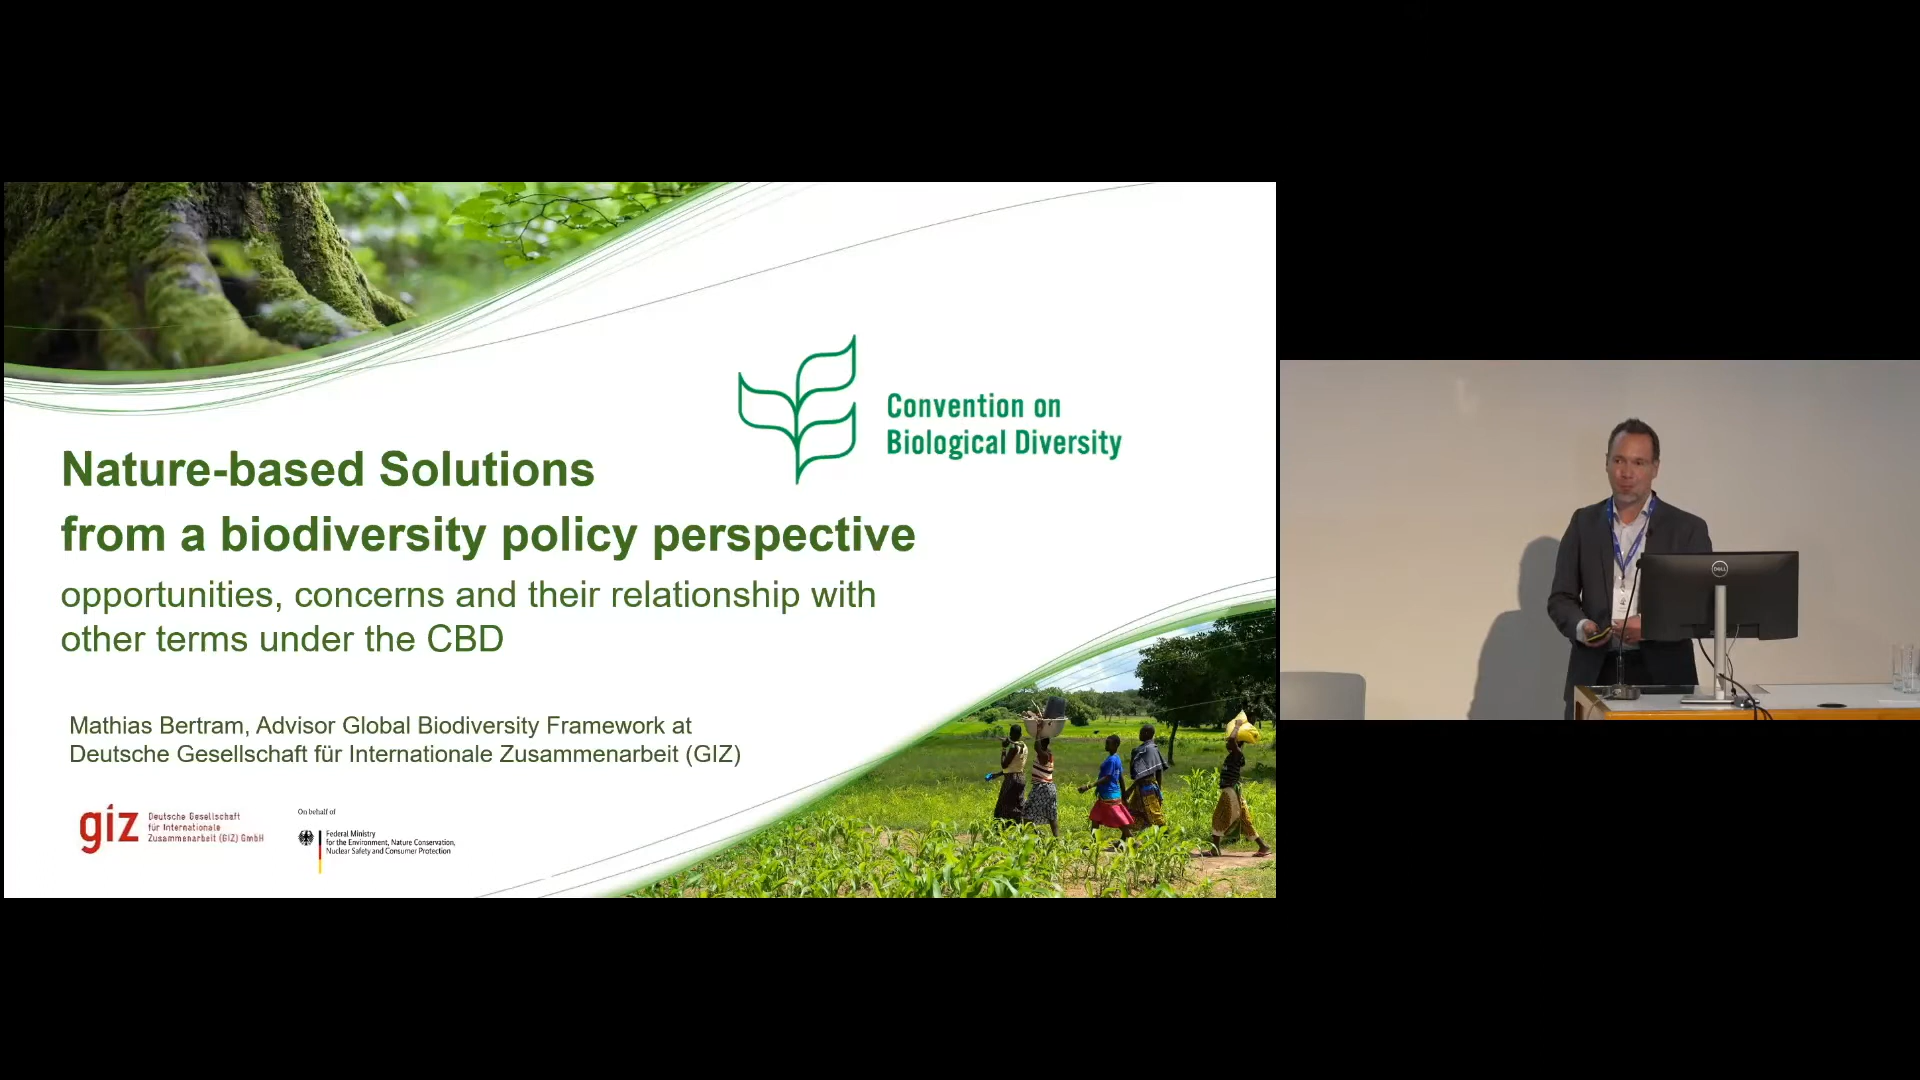 Convention on
Biological Diversity
Nature-based Solutions
from a biodiversity policy perspective
opportunities, concerns and their relationship with
other terms under the CBD
Mathias Bertram, Advisor Global Biodiversity Framework at
Deutsche Gesellschaft für Internationale Zusammenarbeit (GIZ)
giz
Deutsche Gesellschaft
für Internationale
Zusammenarbeit (GIZ) GmbH
On behalf of
Federal Ministry
for the Environment, Nature Conservation,
Nuclear Safety and Consumer Protection
DELL